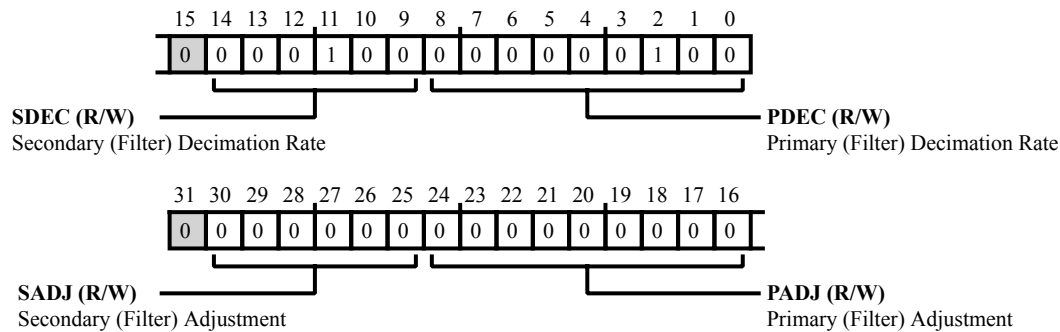 15 14 13 12 11 10 9 8 7 6 5 4 3 2 1 0
0 0 0 0 1 0 0 0 0 0 0 0 0 1 0 0
SDEC (R/W)
Secondary (Filter) Decimation Rate
PDEC (R/W)
Primary (Filter) Decimation Rate
31 30 29 28 27 26 25 24 23 22 21 20 19 18 17 16
0 0 0 0 0 0 0 0 0 0 0 0 0 0 0 0
SADJ (R/W)
Secondary (Filter) Adjustment
PADJ (R/W)
Primary (Filter) Adjustment